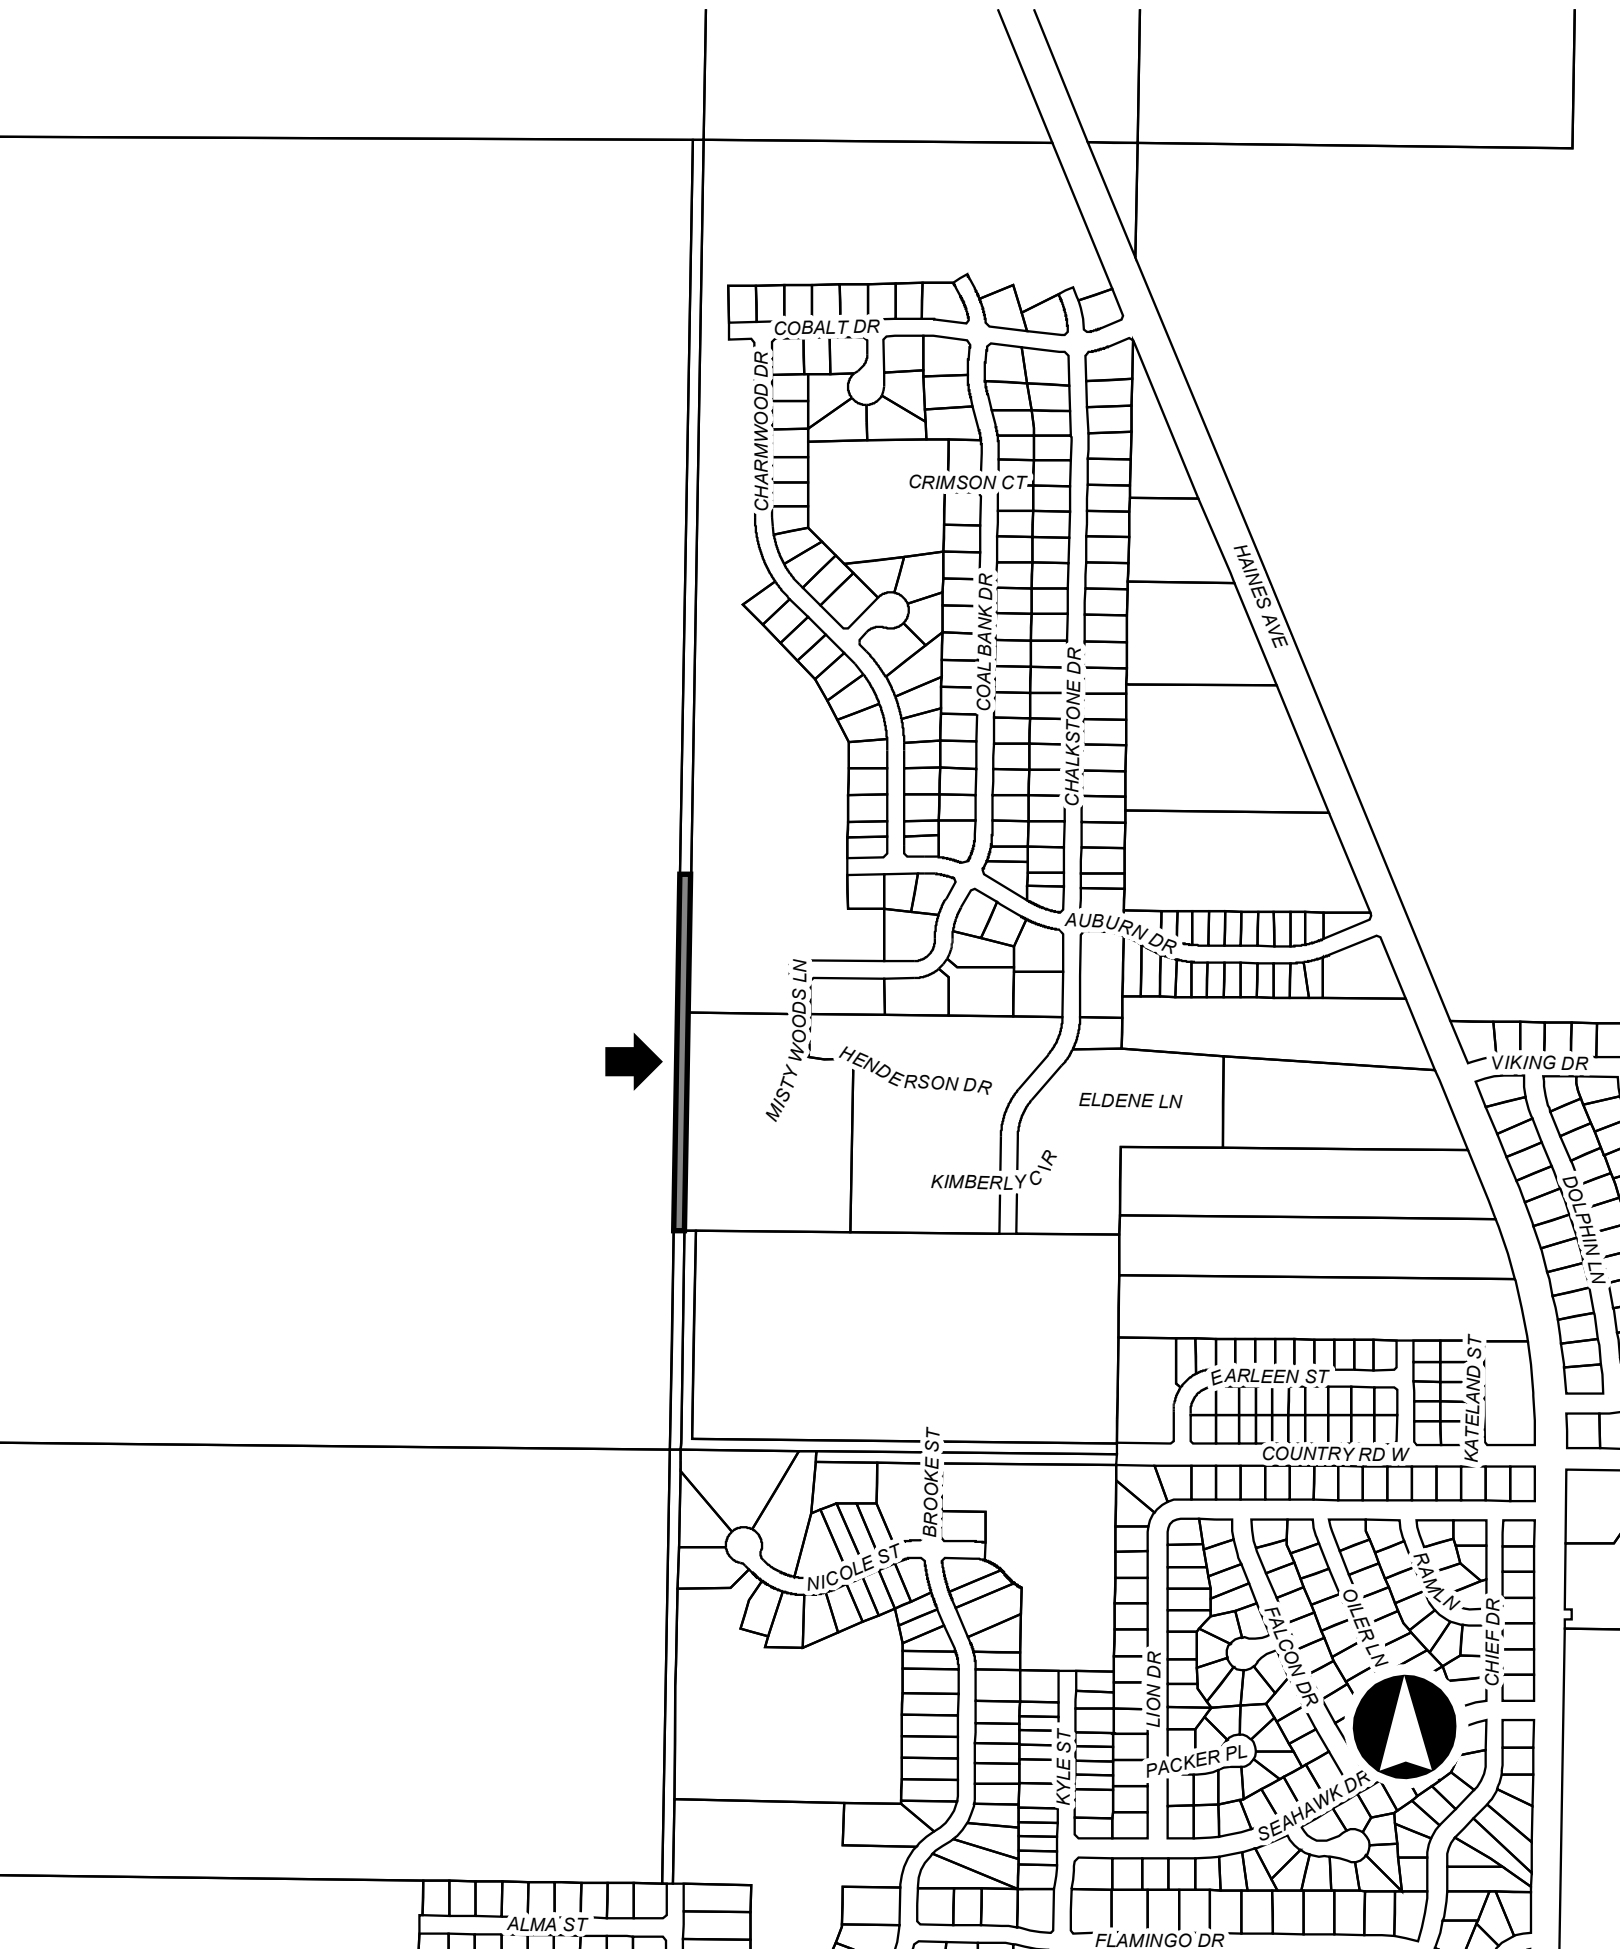 COBALT DR
CHARMWOOD DR
CRIMSON CT
HAINES AVE
COAL BANK DR
CHALKSTONE DR
AUBURN DR
MISTY WOODS LN
HENDERSON DR
VIKING DR
ELDENE LN
KIMBERLY CIR
DOLPHIN LN
EARLEEN ST
KATELAND ST
COUNTRY RD W
BROOKE ST
NICOLE ST
RAM LN
OILER LN
FALCON DR
CHIEF DR
LION DR
KYLE ST
PACKER PL
SEAHAWK DR
ALMA ST
FLAMINGO DR